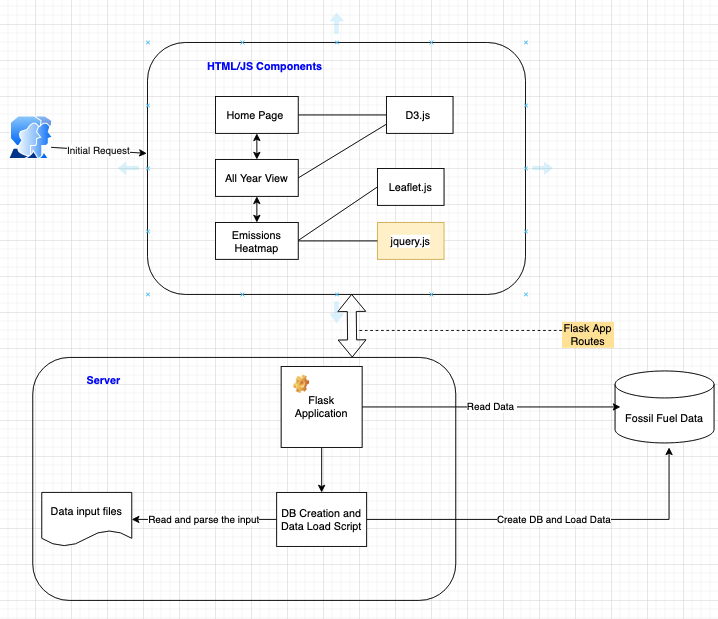 HTML/JS Components
Home Page
D3.js
Initial Request
All Year View
Leaflet.js
Emissions
Heatmap
jquery.js
Flask App
Routes
Server
Flask
Application
Read Data
Fossil Fuel Data
Data input files
Read and parse the input
DB Creation and
Data Load Script
Create DB and Load Data